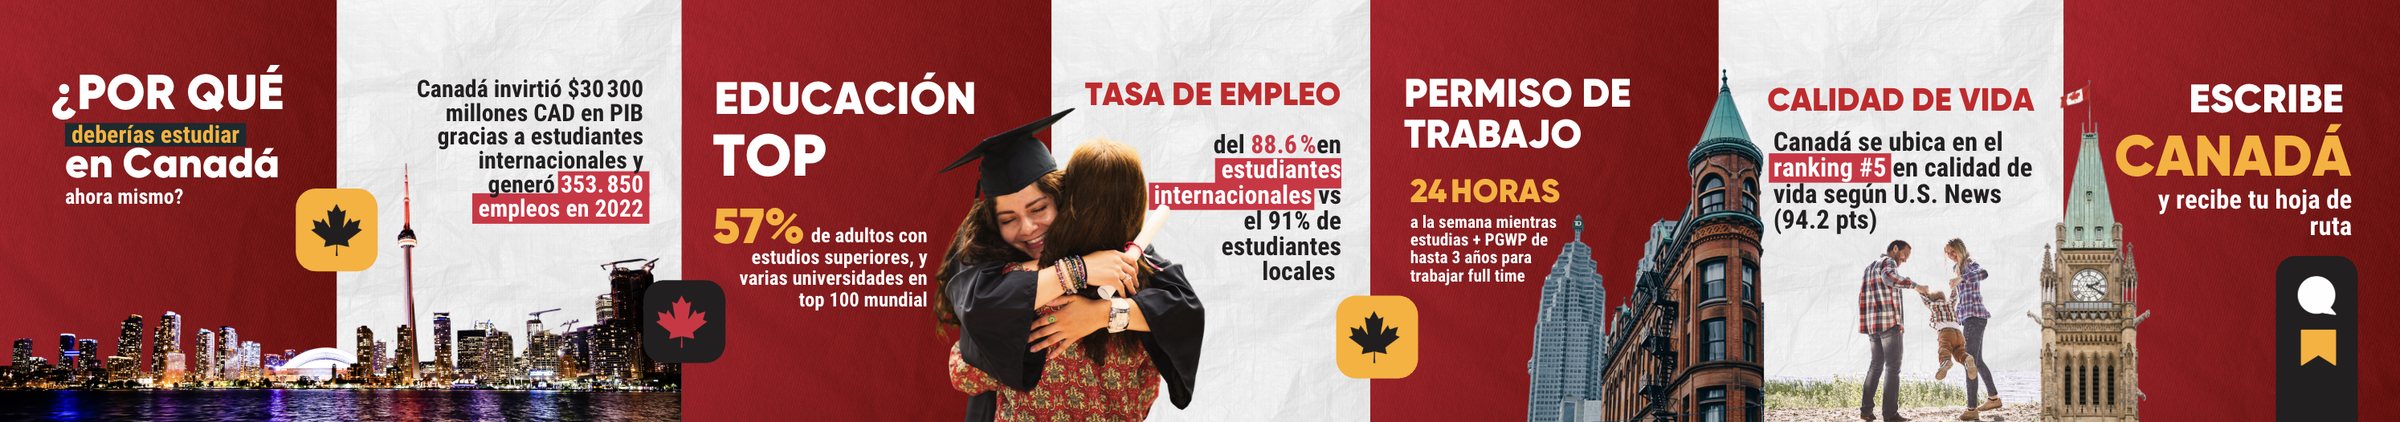 ¿POR QUÉ
deberías estudiar
en Canadá
ahora mismo?
Canadá invirtió $30 300
millones CAD en PIB
gracias a estudiantes
internacionales y
generó 353. 850
empleos en 2022
EDUCACIÓN
TOP
57% de adultos con
estudios superiores, y
varias universidades en
top 100 mundial
TASA DE EMPLEO
del 88.6 %en
estudiantes
internacionales vs
el 91% de
estudiantes
locales
PERMISO DE
TRABAJO
24 HORAS
a la semana mientras
estudias + PGWP de
hasta 3 años para
trabajar full time
CALIDAD DE VIDA
Canadá se ubica en el
ranking #5 en calidad de
vida según U.S. News
(94.2 pts)
ESCRIBE
CANADÁ
y recibe tu hoja de
ruta